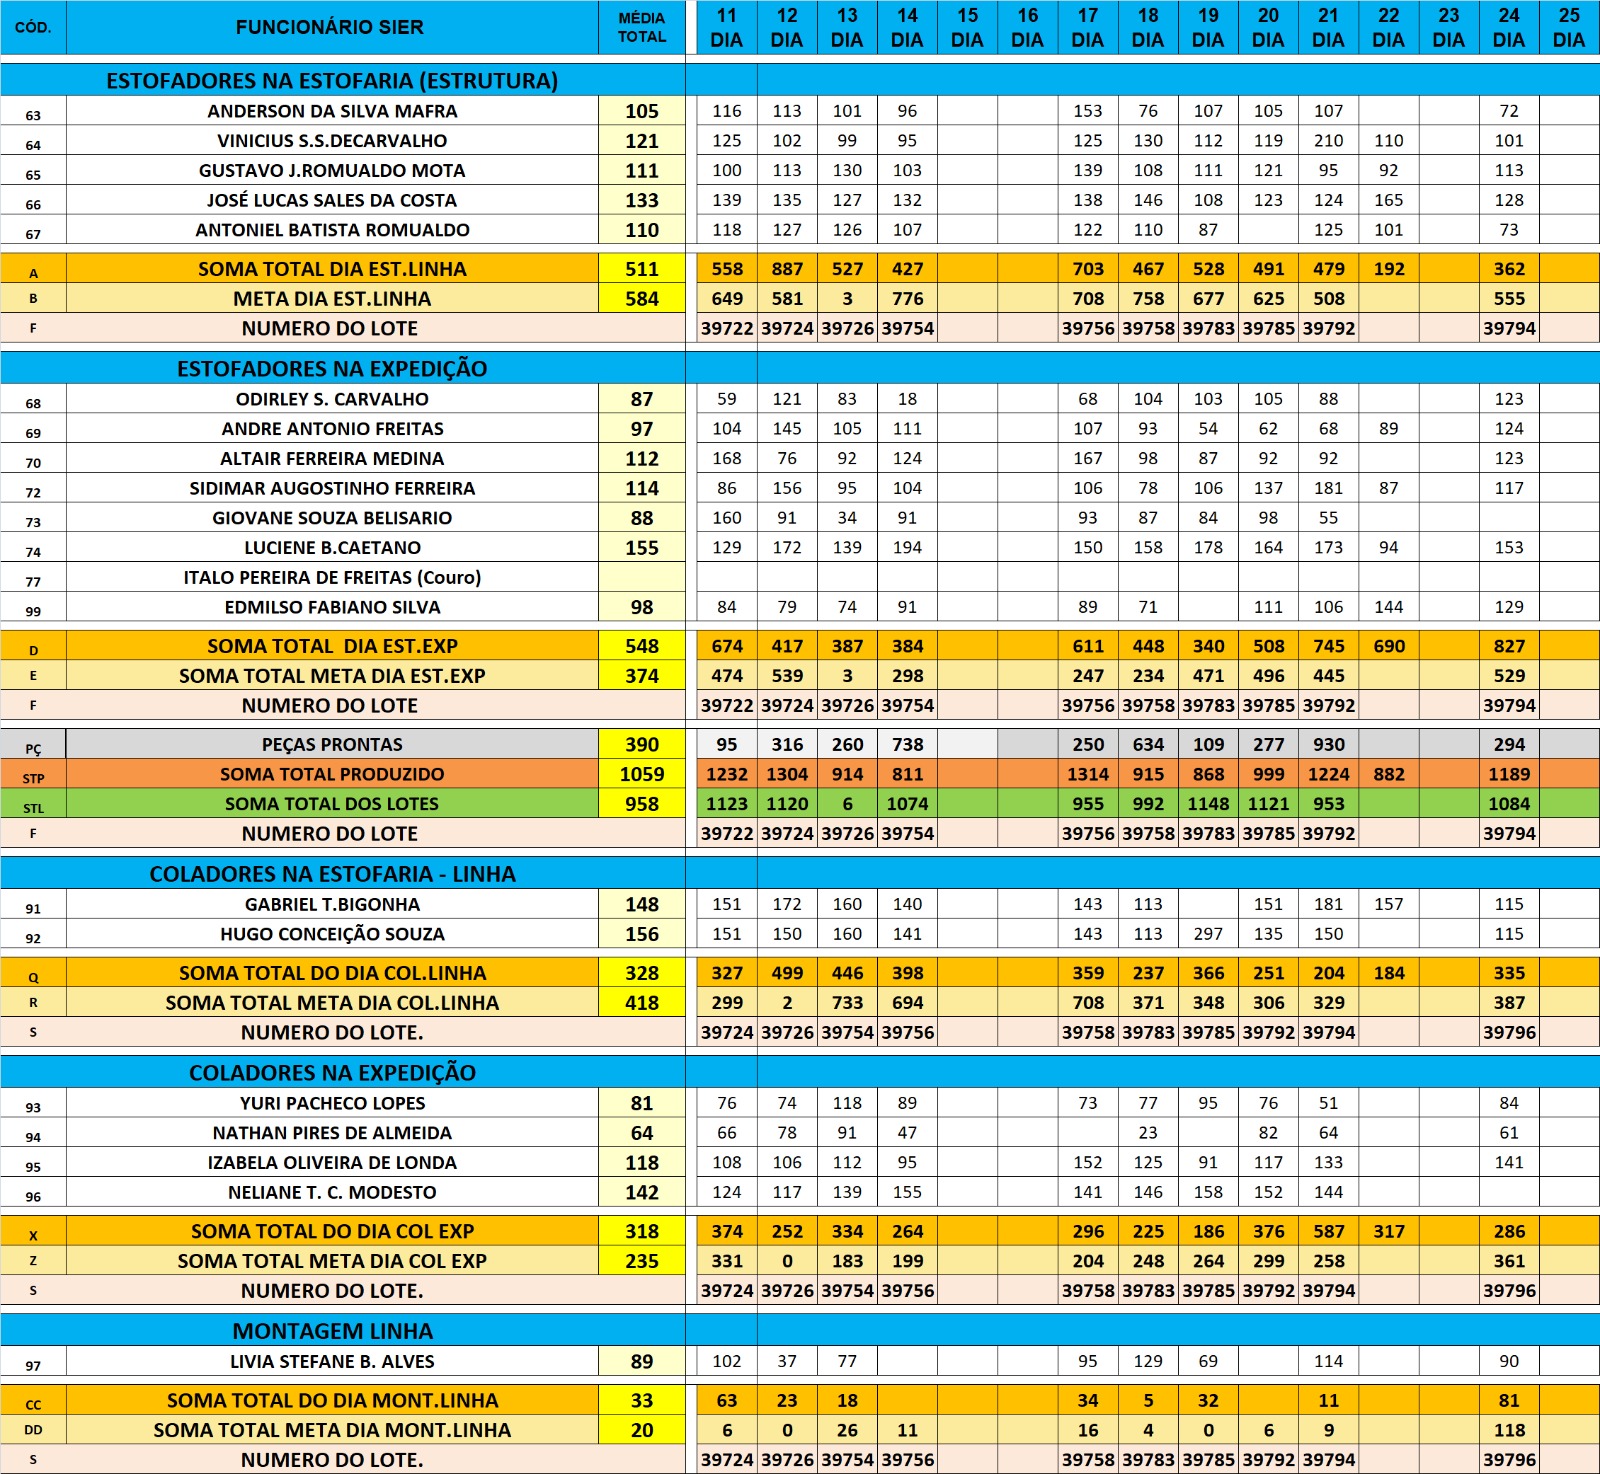 CÓD. FUNCIONÁRIO SIER MÉDIA TOTAL 11 DIA 12 DIA 13 DIA 14 DIA 15 DIA 16 DIA 17 DIA 18 DIA 19 DIA 20 DIA 21 DIA 22 DIA 23 DIA 24 DIA 25 DIA
ESTOFADORES NA ESTOFARIA (ESTRUTURA)
63 ANDERSON DA SILVA MAFRA 105 116 113 101 96 153 76 107 105 107 72
64 VINICIUS S.S.DECARVALHO 121 125 102 99 95 125 130 112 119 210 110 101
65 GUSTAVO J.ROMUALDO MOTA 111 100 113 130 103 139 108 111 121 95 92 113
66 JOSÉ LUCAS SALES DA COSTA 133 139 135 127 132 138 146 108 123 124 165 128
67 ANTONIEL BATISTA ROMUALDO 110 118 127 126 107 122 110 87 125 101 73
A SOMA TOTAL DIA EST.LINHA 511 558 887 527 427 703 467 528 491 479 192 362
B META DIA EST.LINHA 584 649 581 3 776 708 758 677 625 508 555
F NUMERO DO LOTE 39722 39724 39726 39754 39756 39758 39783 39785 39792 39794
ESTOFADORES NA EXPEDIÇÃO
68 ODIRLEY S. CARVALHO 87 59 121 83 18 68 104 103 105 88 123
69 ANDRE ANTONIO FREITAS 97 104 145 105 111 107 93 54 62 68 89 124
70 ALTAIR FERREIRA MEDINA 112 168 76 92 124 167 98 87 92 92 123
72 SIDIMAR AUGOSTINHO FERREIRA 114 86 156 95 104 106 78 106 137 181 87 117
73 GIOVANE SOUZA BELISARIO 88 160 91 34 91 93 87 84 98 55
74 LUCIENE B.CAETANO 155 129 172 139 194 150 158 178 164 173 94 153
77 ITALO PEREIRA DE FREITAS (Couro)
99 EDMILSO FABIANO SILVA 98 84 79 74 91 89 71 111 106 144 129
D SOMA TOTAL DIA EST.EXP 548 674 417 387 384 611 448 340 508 745 690 827
E SOMA TOTAL META DIA EST.EXP 374 474 539 3 298 247 234 471 496 445 529
F NUMERO DO LOTE 39722 39724 39726 39754 39756 39758 39783 39785 39792 39794
PÇ PEÇAS PRONTAS 390 95 316 260 738 250 634 109 277 930 294
STP SOMA TOTAL PRODUZIDO 1059 1232 1304 914 811 1314 915 868 999 1224 882 1189
STL SOMA TOTAL DOS LOTES 958 1123 1120 6 1074 955 992 1148 1121 953 1084
F NUMERO DO LOTE 39722 39724 39726 39754 39756 39758 39783 39785 39792 39794
COLADORES NA ESTOFARIA - LINHA
91 GABRIEL T.BIGONHA 148 151 172 160 140 143 113 151 181 157 115
92 HUGO CONCEIÇÃO SOUZA 156 151 150 160 141 143 113 297 135 150 115
Q SOMA TOTAL DO DIA COL.LINHA 328 327 499 446 398 359 237 366 251 204 184 335
R SOMA TOTAL META DIA COL.LINHA 418 299 2 733 694 708 371 348 306 329 387
S NUMERO DO LOTE. 39724 39726 39754 39756 39758 39783 39785 39792 39794 39796
COLADORES NA EXPEDIÇÃO
93 YURI PACHECO LOPES 81 76 74 118 89 73 77 95 76 51 84
94 NATHAN PIRES DE ALMEIDA 64 66 78 91 47 23 82 64 61
95 IZABELA OLIVEIRA DE LONDA 118 108 106 112 95 152 125 91 117 133 141
96 NELIANE T. C. MODESTO 142 124 117 139 155 141 146 158 152 144
X SOMA TOTAL DO DIA COL EXP 318 374 252 334 264 296 225 186 376 587 317 286
Z SOMA TOTAL META DIA COL EXP 235 331 0 183 199 204 248 264 299 258 361
S NUMERO DO LOTE. 39724 39726 39754 39756 39758 39783 39785 39792 39794 39796
MONTAGEM LINHA
97 LIVIA STEFANE B. ALVES 89 102 37 77 95 129 69 114 90
CC SOMA TOTAL DO DIA MONT.LINHA 33 63 23 18 34 5 32 11 81
DD SOMA TOTAL META DIA MONT.LINHA 20 6 0 26 11 16 4 0 6 9 118
S NUMERO DO LOTE. 39724 39726 39754 39756 39758 39783 39785 39792 39794 39796